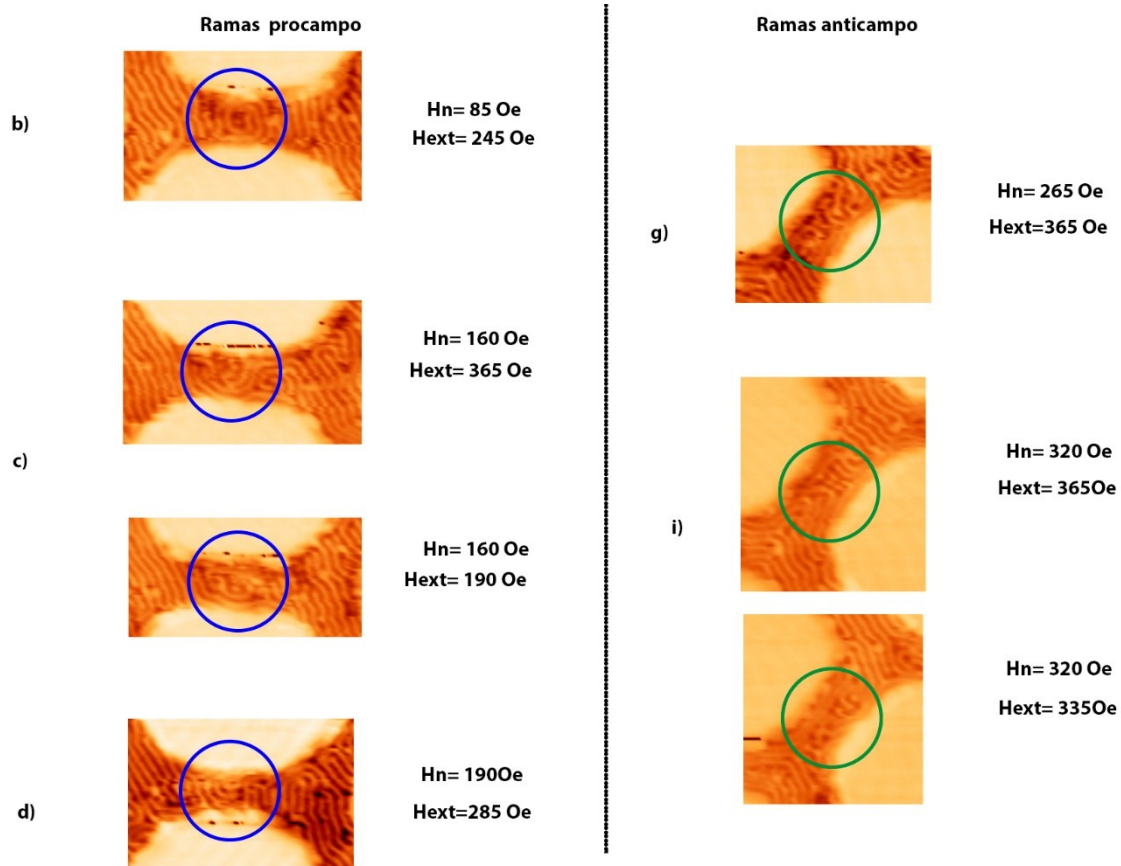 Ramas procampo
b)
Hn= 85 Oe
Hext= 245 Oe
Hn= 160 Oe
Hext= 365 Oe
c)
Hn= 160 Oe
Hext= 190 Oe
d)
Hn= 190Oe
Hext=285 Oe
Ramas anticampo
g)
Hn= 265 Oe
Hext=365 Oe
Hn= 320 Oe
Hext= 365Oe
i)
Hn= 320 Oe
Hext= 335Oe